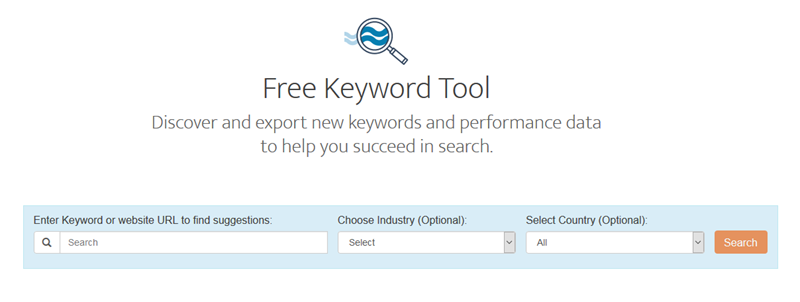 Free Keyword Tool
Discover and export new keywords and performance data
to help you succeed in search.
Enter Keyword or website URL to find suggestions:
Choose Industry (Optional):
Select Country (Optional):
Search
Select
All
Search